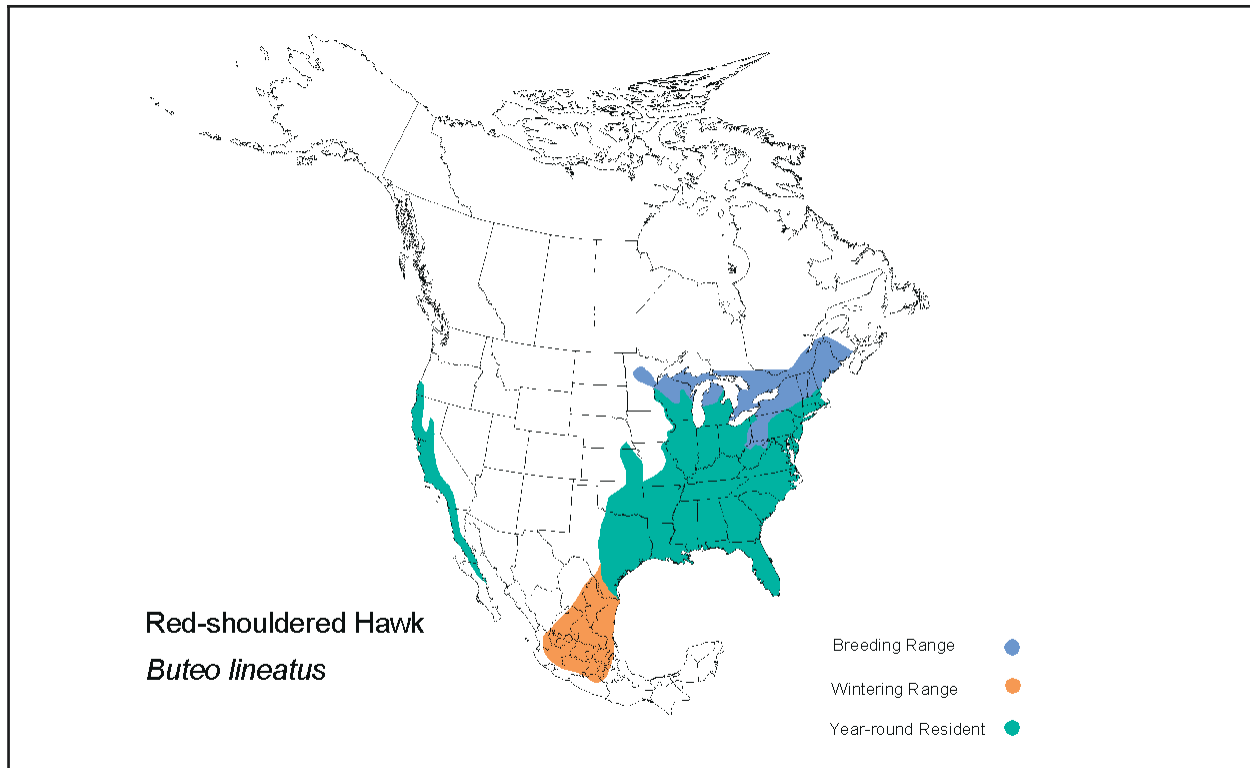 Red-shouldered Hawk
Buteo lineatus
Breeding Range
Wintering Range
Year-round Resident